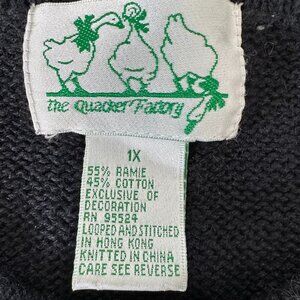 the Quacker Factory
1X
55% RAMIE
45% COTTON
EXCLUSIVE OF
DECORATION
RN 95524
LOOPED AND STITCHED
IN HONG KONG
KNITTED IN CHINA
CARE SEE REVERSE